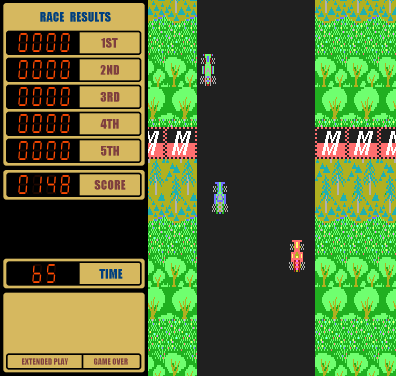 RACE RESULTS
0000 1ST
0000 2ND
0000 3RD
0000 4TH
0000 5TH
0148 SCORE
M M M M
65 TIME
EXTENDED PLAY GAME OVER